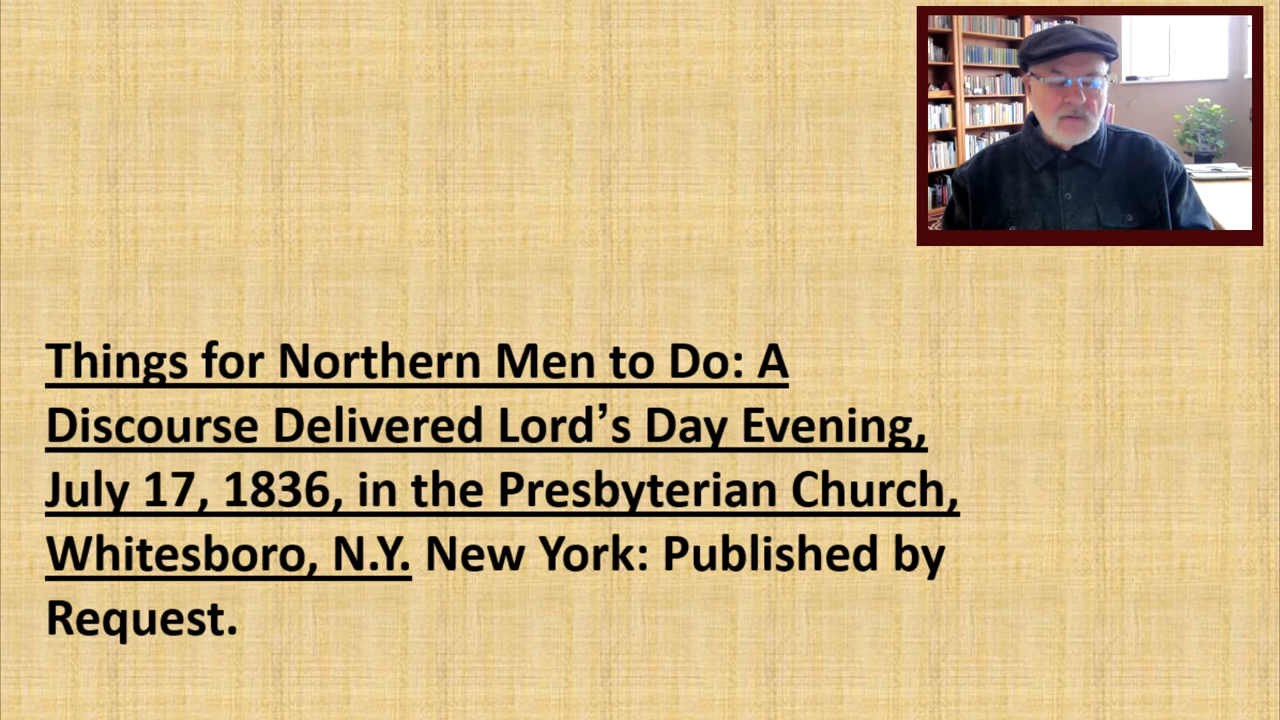 Things for Northern Men to Do: A
Discourse Delivered Lord’s Day Evening,
July 17, 1836, in the Presbyterian Church,
Whitesboro, N.Y. New York: Published by
Request.